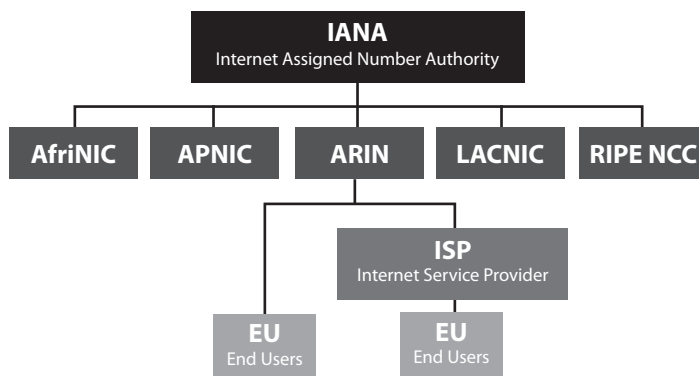 IANA
Internet Assigned Number Authority
AfriNIC
APNIC
ARIN
LACNIC
RIPE NCC
ISP
Internet Service Provider
EU
End Users
EU
End Users